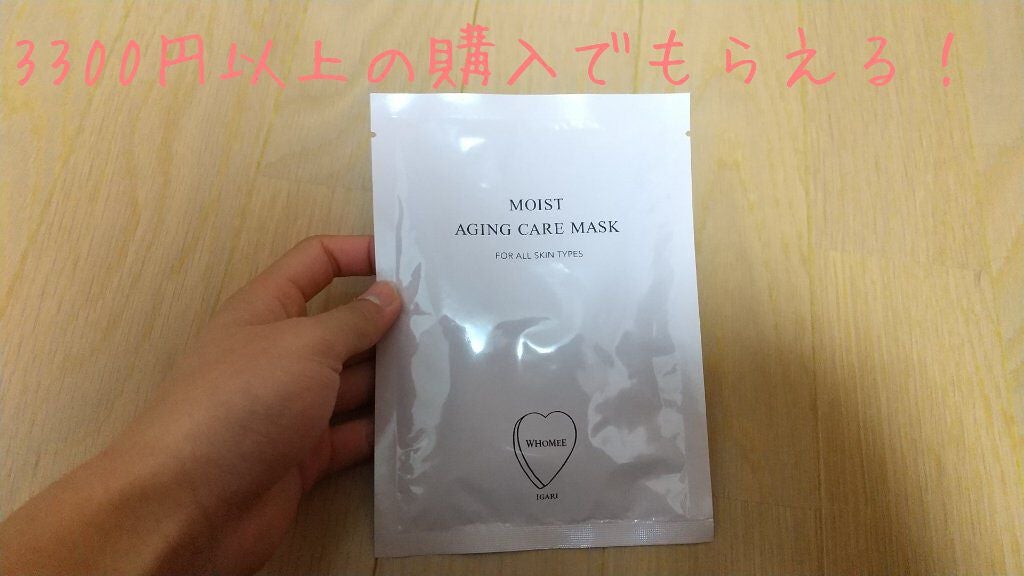 3300円以上の購入でもらえる！
MOIST
AGING CARE MASK
FOR ALL SKIN TYPES
WHOMEE
IGARI